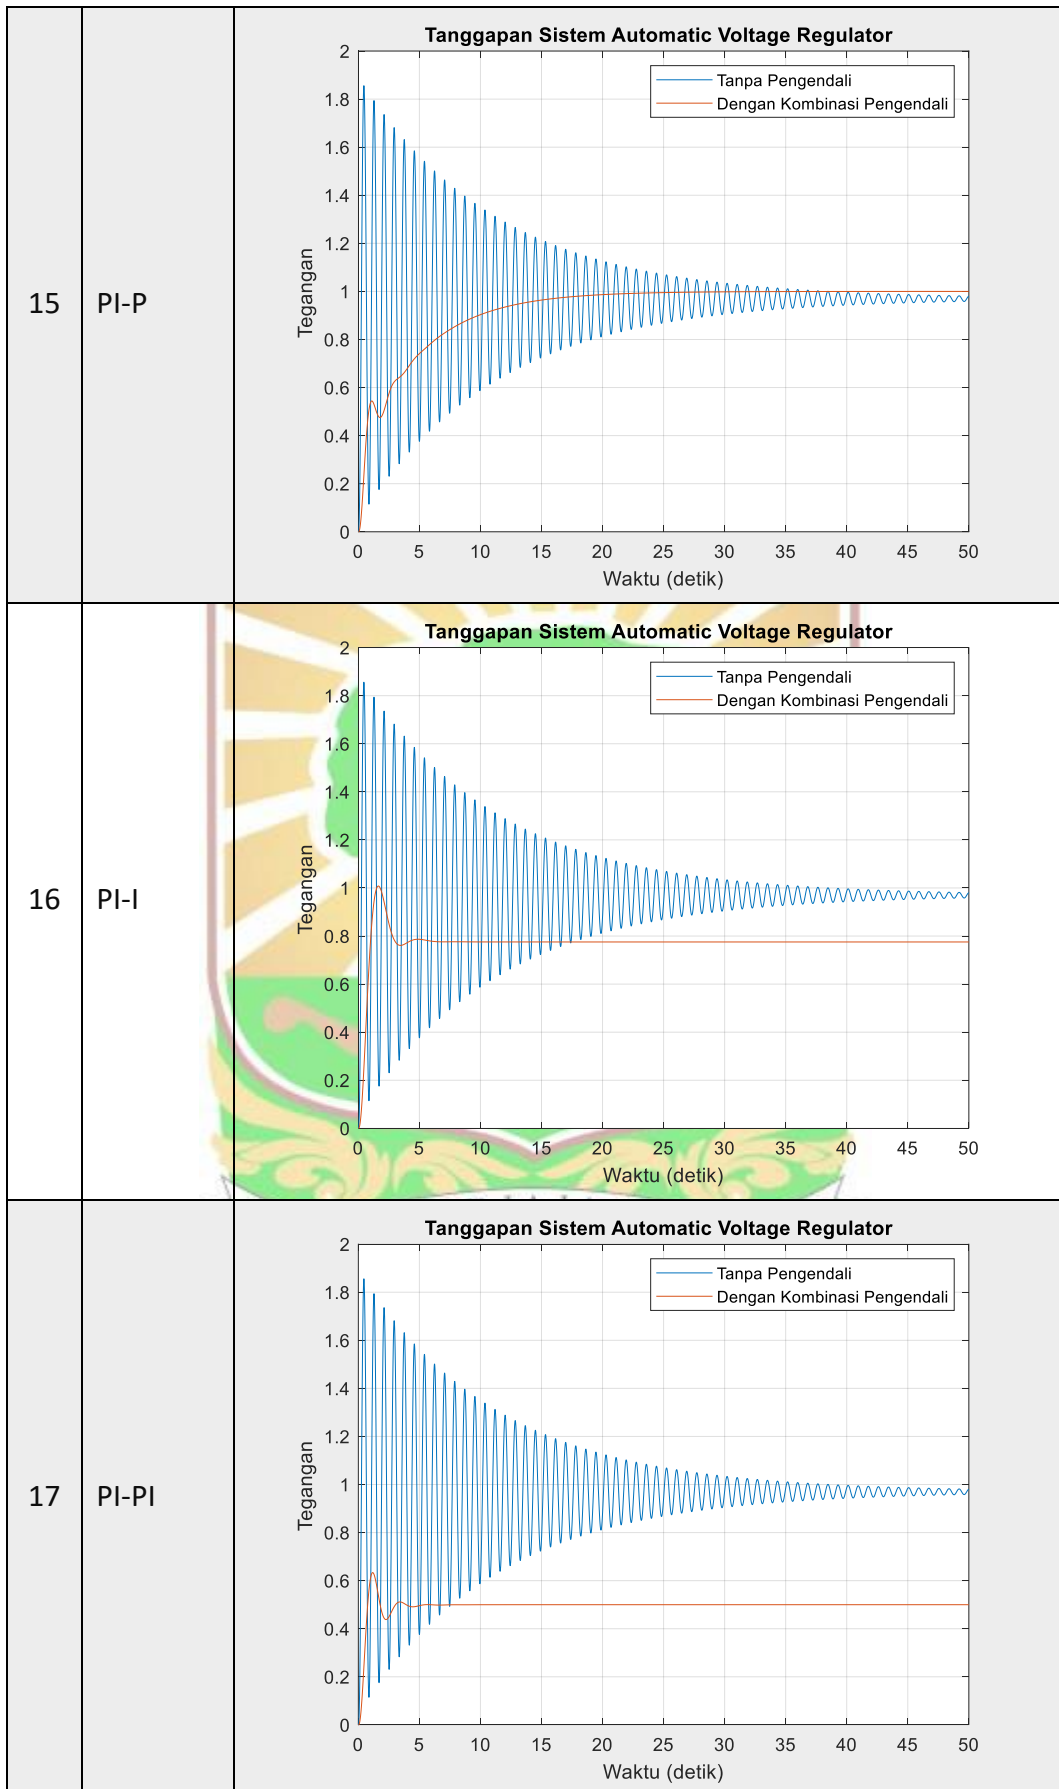 15
PI-P
Tanggapan Sistem Automatic Voltage Regulator
Tanpa Pengendali
Dengan Kombinasi Pengendali
Tegangan
2
1.8
1.6
1.4
1.2
1
0.8
0.6
0.4
0.2
0
0 5 10 15 20 25 30 35 40 45 50
Waktu (detik)
16
PI-I
Tanggapan Sistem Automatic Voltage Regulator
Tanpa Pengendali
Dengan Kombinasi Pengendali
Tegangan
2
1.8
1.6
1.4
1.2
1
0.8
0.6
0.4
0.2
0
0 5 10 15 20 25 30 35 40 45 50
Waktu (detik)
17
PI-PI
Tanggapan Sistem Automatic Voltage Regulator
Tanpa Pengendali
Dengan Kombinasi Pengendali
Tegangan
2
1.8
1.6
1.4
1.2
1
0.8
0.6
0.4
0.2
0
0 5 10 15 20 25 30 35 40 45 50
Waktu (detik)